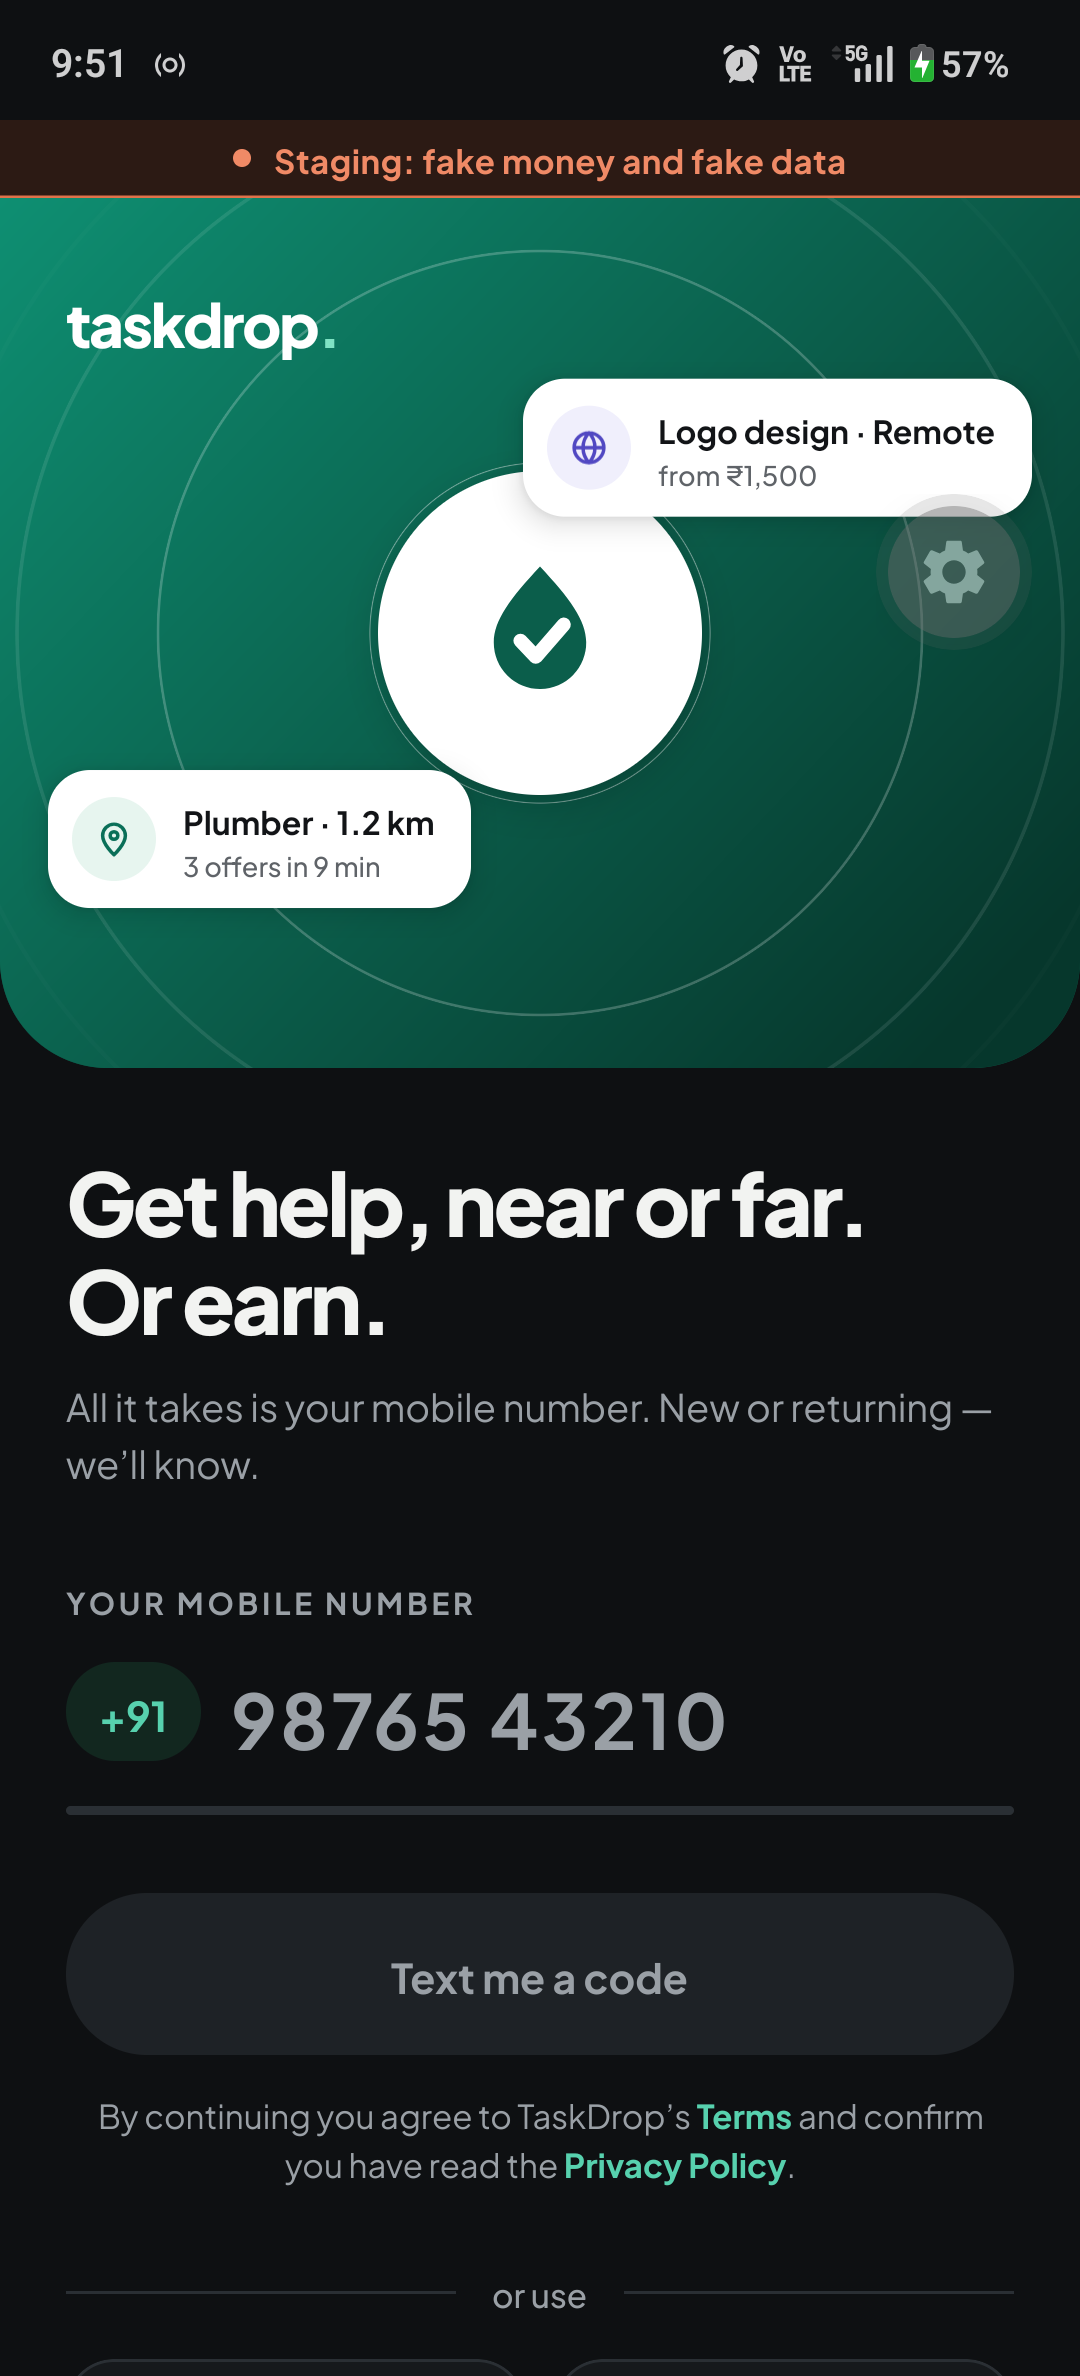 9:51
Vo
LTE
5G
57%
Staging: fake money and fake data
taskdrop.
Logo design · Remote
from ₹1,500
Plumber · 1.2 km
3 offers in 9 min
Get help, near or far.
Or earn.
All it takes is your mobile number. New or returning —
we’ll know.
YOUR MOBILE NUMBER
+91 98765 43210
Text me a code
By continuing you agree to TaskDrop’s Terms and confirm
you have read the Privacy Policy.
or use